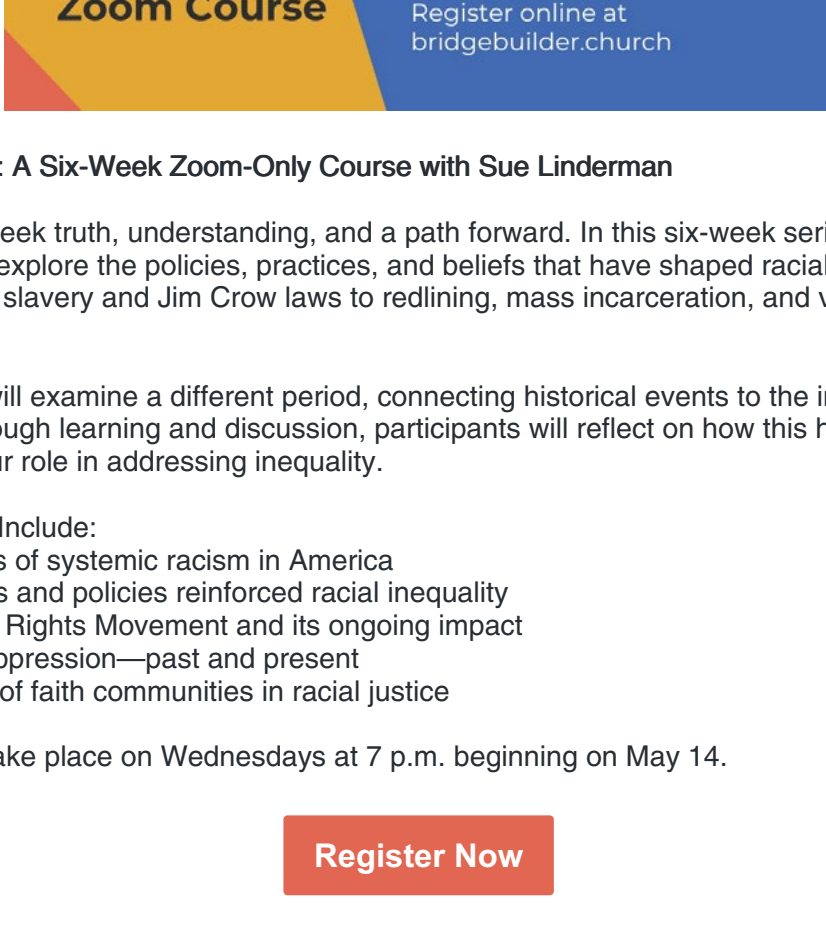 Zoom Course
Register online at
bridgebuilder.church
: A Six-Week Zoom-Only Course with Sue Linderman
eek truth, understanding, and a path forward. In this six-week seri
explore the policies, practices, and beliefs that have shaped racial
slavery and Jim Crow laws to redlining, mass incarceration, and v
ill examine a different period, connecting historical events to the i
ough learning and discussion, participants will reflect on how this h
ur role in addressing inequality.
Include:
s of systemic racism in America
s and policies reinforced racial inequality
Rights Movement and its ongoing impact
ppression—past and present
of faith communities in racial justice
ake place on Wednesdays at 7 p.m. beginning on May 14.
Register Now